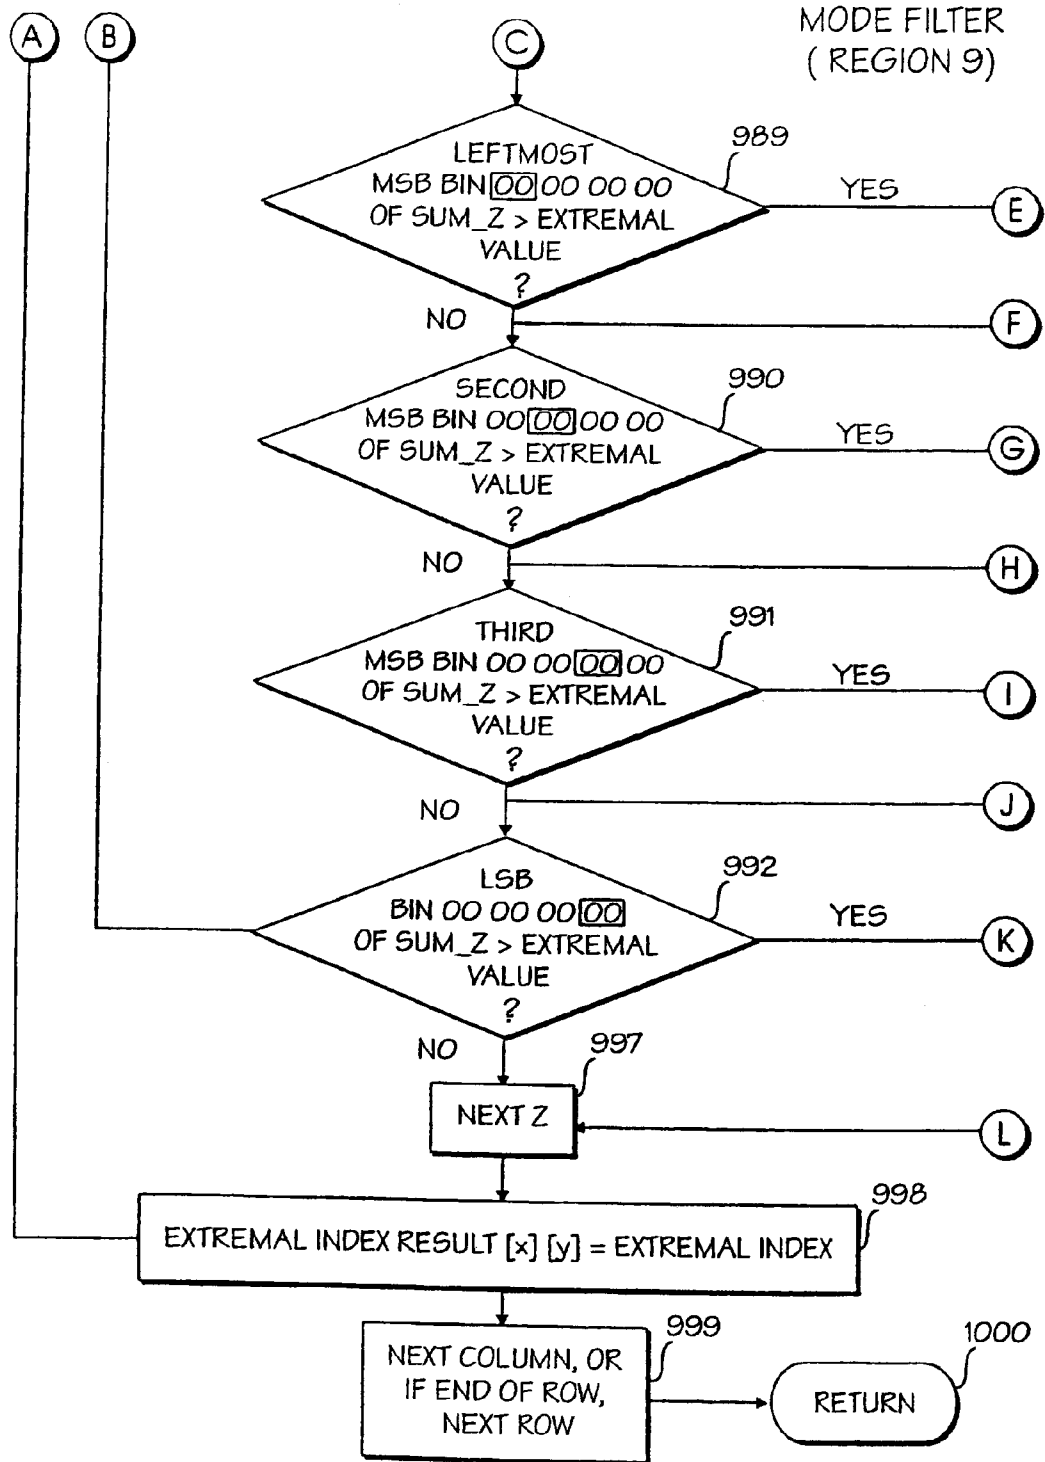 A
B
C
MODE FILTER
( REGION 9)
989
LEFTMOST
MSB BIN 00 00 00 00
OF SUM_Z > EXTREMAL
VALUE
?
YES
E
NO
F
990
SECOND
MSB BIN 00 00 00 00
OF SUM_Z > EXTREMAL
VALUE
?
YES
G
NO
H
991
THIRD
MSB BIN 00 00 00 00
OF SUM_Z > EXTREMAL
VALUE
?
YES
I
NO
J
992
LSB
BIN 00 00 00 00
OF SUM_Z > EXTREMAL
VALUE
?
YES
K
NO
997
NEXT Z
L
998
EXTREMAL INDEX RESULT [x] [y] = EXTREMAL INDEX
999
NEXT COLUMN, OR
IF END OF ROW,
NEXT ROW
1000
RETURN